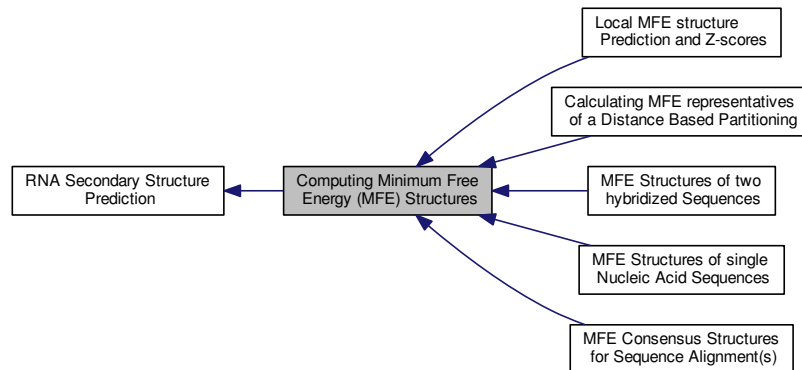 Local MFE structure
Prediction and Z-scores
Calculating MFE representatives
of a Distance Based Partitioning
RNA Secondary Structure
Prediction
Computing Minimum Free
Energy (MFE) Structures
MFE Structures of two
hybridized Sequences
MFE Structures of single
Nucleic Acid Sequences
MFE Consensus Structures
for Sequence Alignment(s)